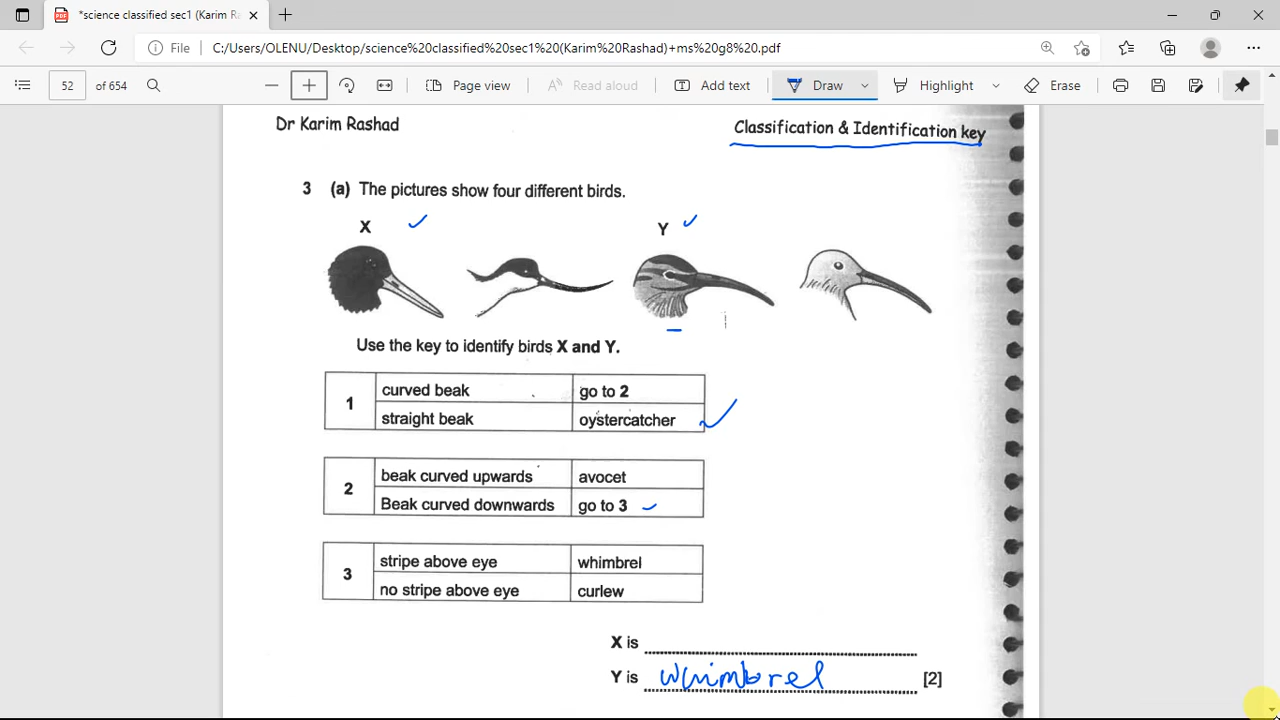 *science classified sec1 (Karim Ra
File
C:/Users/OLENU/Desktop/science%20classified%20sec1%20(Karim%20Rashad)+ms%20g8%20.pdf
52 of 654
Page view
Read aloud
Add text
Draw
Highlight
Erase
Dr Karim Rashad
Classification & Identification key
3 (a) The pictures show four different birds.
X Y
Use the key to identify birds X and Y.
1 curved beak go to 2
straight beak oystercatcher
2 beak curved upwards avocet
Beak curved downwards go to 3
3 stripe above eye whimbrel
no stripe above eye curlew
X is
Y is whimbrel [2]